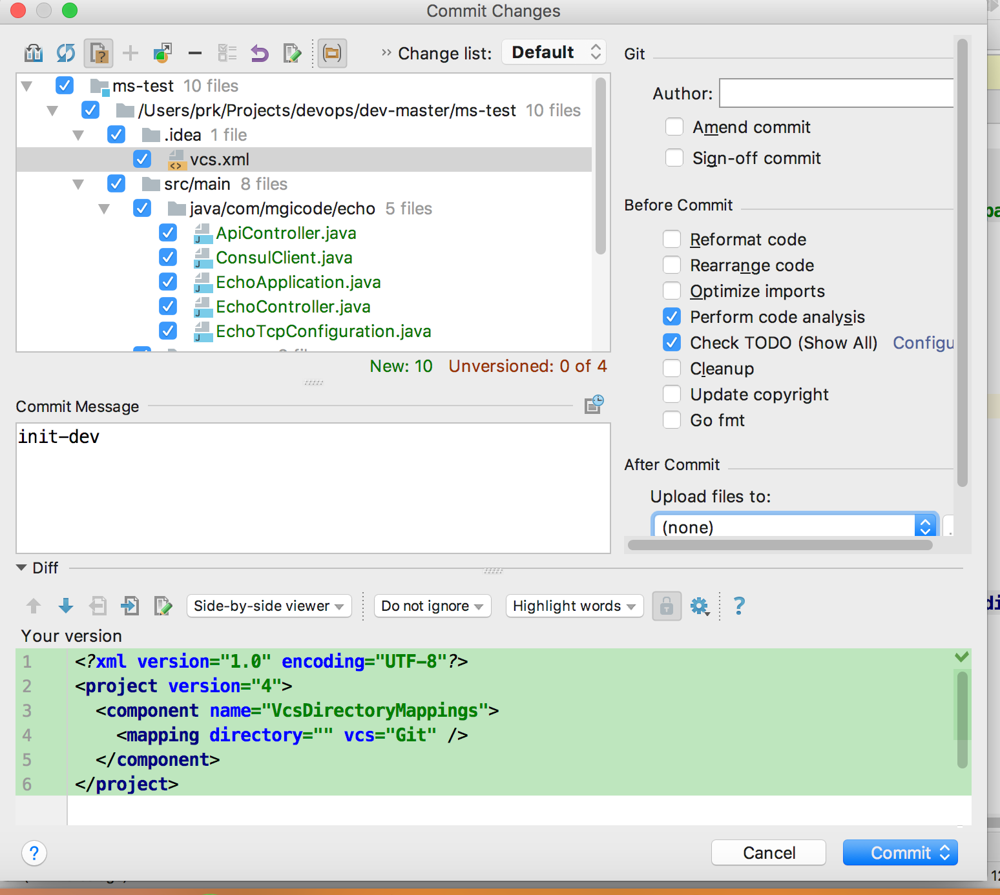 Commit Changes
Change list: Default
ms-test 10 files
/Users/prk/Projects/devops/dev-master/ms-test 10 files
.idea 1 file
vcs.xml
src/main 8 files
java/com/mgicode/echo 5 files
ApiController.java
ConsulClient.java
EchoApplication.java
EchoController.java
EchoTcpConfiguration.java
New: 10 Unversioned: 0 of 4
Commit Message
init-dev
Git
Author:
Amend commit
Sign-off commit
Before Commit
Reformat code
Rearrange code
Optimize imports
Perform code analysis
Check TODO (Show All) Configu
Cleanup
Update copyright
Go fmt
After Commit
Upload files to:
(none)
Diff
Side-by-side viewer Do not ignore Highlight words ?
Your version
1 <?xml version="1.0" encoding="UTF-8"?>
2 <project version="4">
3 <component name="VcsDirectoryMappings">
4 <mapping directory="" vcs="Git" />
5 </component>
6 </project>
? Cancel Commit